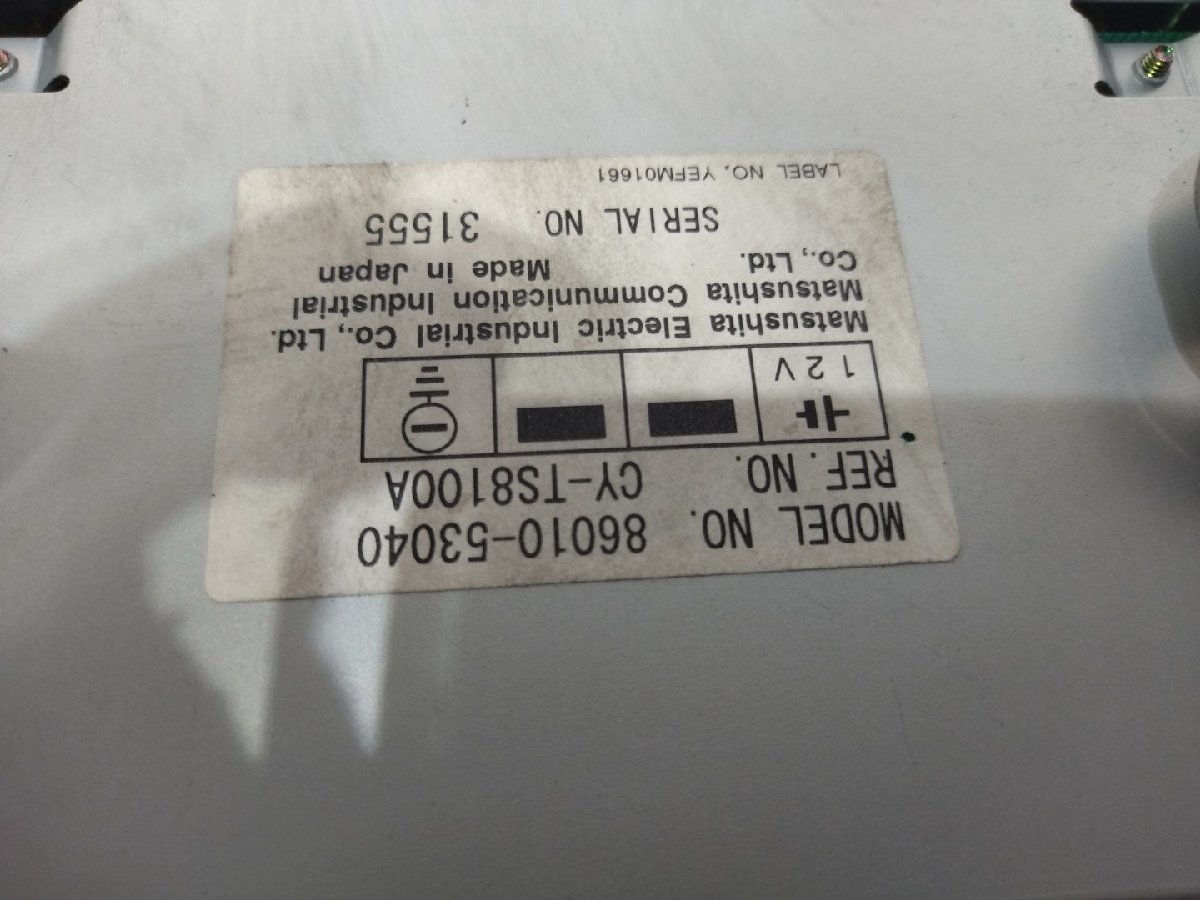 MODEL NO. 86010-53040
REF. NO. CY-TS8100A
12V
Matsushita Electric Industrial Co., Ltd.
Matsushita Communication Industrial
Co., Ltd. Made in Japan
SERIAL NO. 31555
LABEL NO. YEFM01661